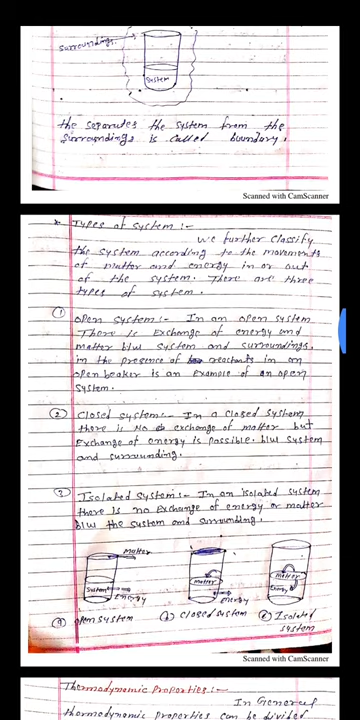 Surroundings.
System
the separates the system from the
Surroundings is called boundary.
Scanned with CamScanner
* Types of system :-
We further classify
the system according to the movements
of matter and energy in or out
of the system. There are three
types of system.
① open system:- In an open system
There is Exchange of energy and
matter b/w system and surroundings.
in the presence of reactants in an
open beaker is an Example of an open
System.
② Closed system:- In a closed system
there is No exchange of matter but
Exchange of energy is possible. b/w system
and surrounding.
③ Isolated System:- In an isolated system
there is no exchange of energy or matter
b/w the system and surrounding.
matter
System
Energy
matter
energy
matter
Energy
ⓐ open system ⓑ closed system ⓒ Isolated
system
Scanned with CamScanner
Thermodynamic Properties:-
In General
thermodynamic properties can be divided